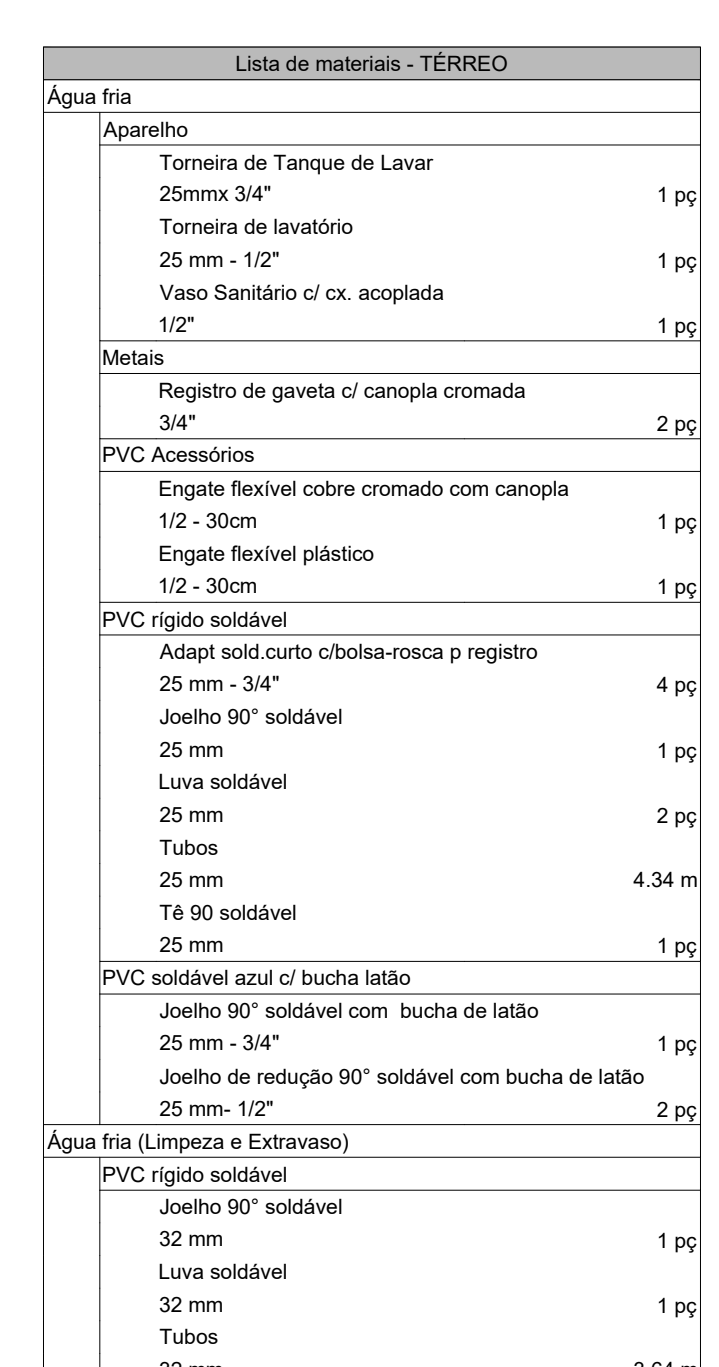 Lista de materiais - TÉRREO
Água fria
Aparelho
Torneira de Tanque de Lavar
25mmx 3/4" 1 pç
Torneira de lavatório
25 mm - 1/2" 1 pç
Vaso Sanitário c/ cx. acoplada
1/2" 1 pç
Metais
Registro de gaveta c/ canopla cromada
3/4" 2 pç
PVC Acessórios
Engate flexível cobre cromado com canopla
1/2 - 30cm 1 pç
Engate flexível plástico
1/2 - 30cm 1 pç
PVC rígido soldável
Adapt sold.curto c/bolsa-rosca p registro
25 mm - 3/4" 4 pç
Joelho 90° soldável
25 mm 1 pç
Luva soldável
25 mm 2 pç
Tubos
25 mm 4.34 m
Tê 90 soldável
25 mm 1 pç
PVC soldável azul c/ bucha latão
Joelho 90° soldável com  bucha de latão
25 mm - 3/4" 1 pç
Joelho de redução 90° soldável com bucha de latão
25 mm- 1/2" 2 pç
Água fria (Limpeza e Extravaso)
PVC rígido soldável
Joelho 90° soldável
32 mm 1 pç
Luva soldável
32 mm 1 pç
Tubos